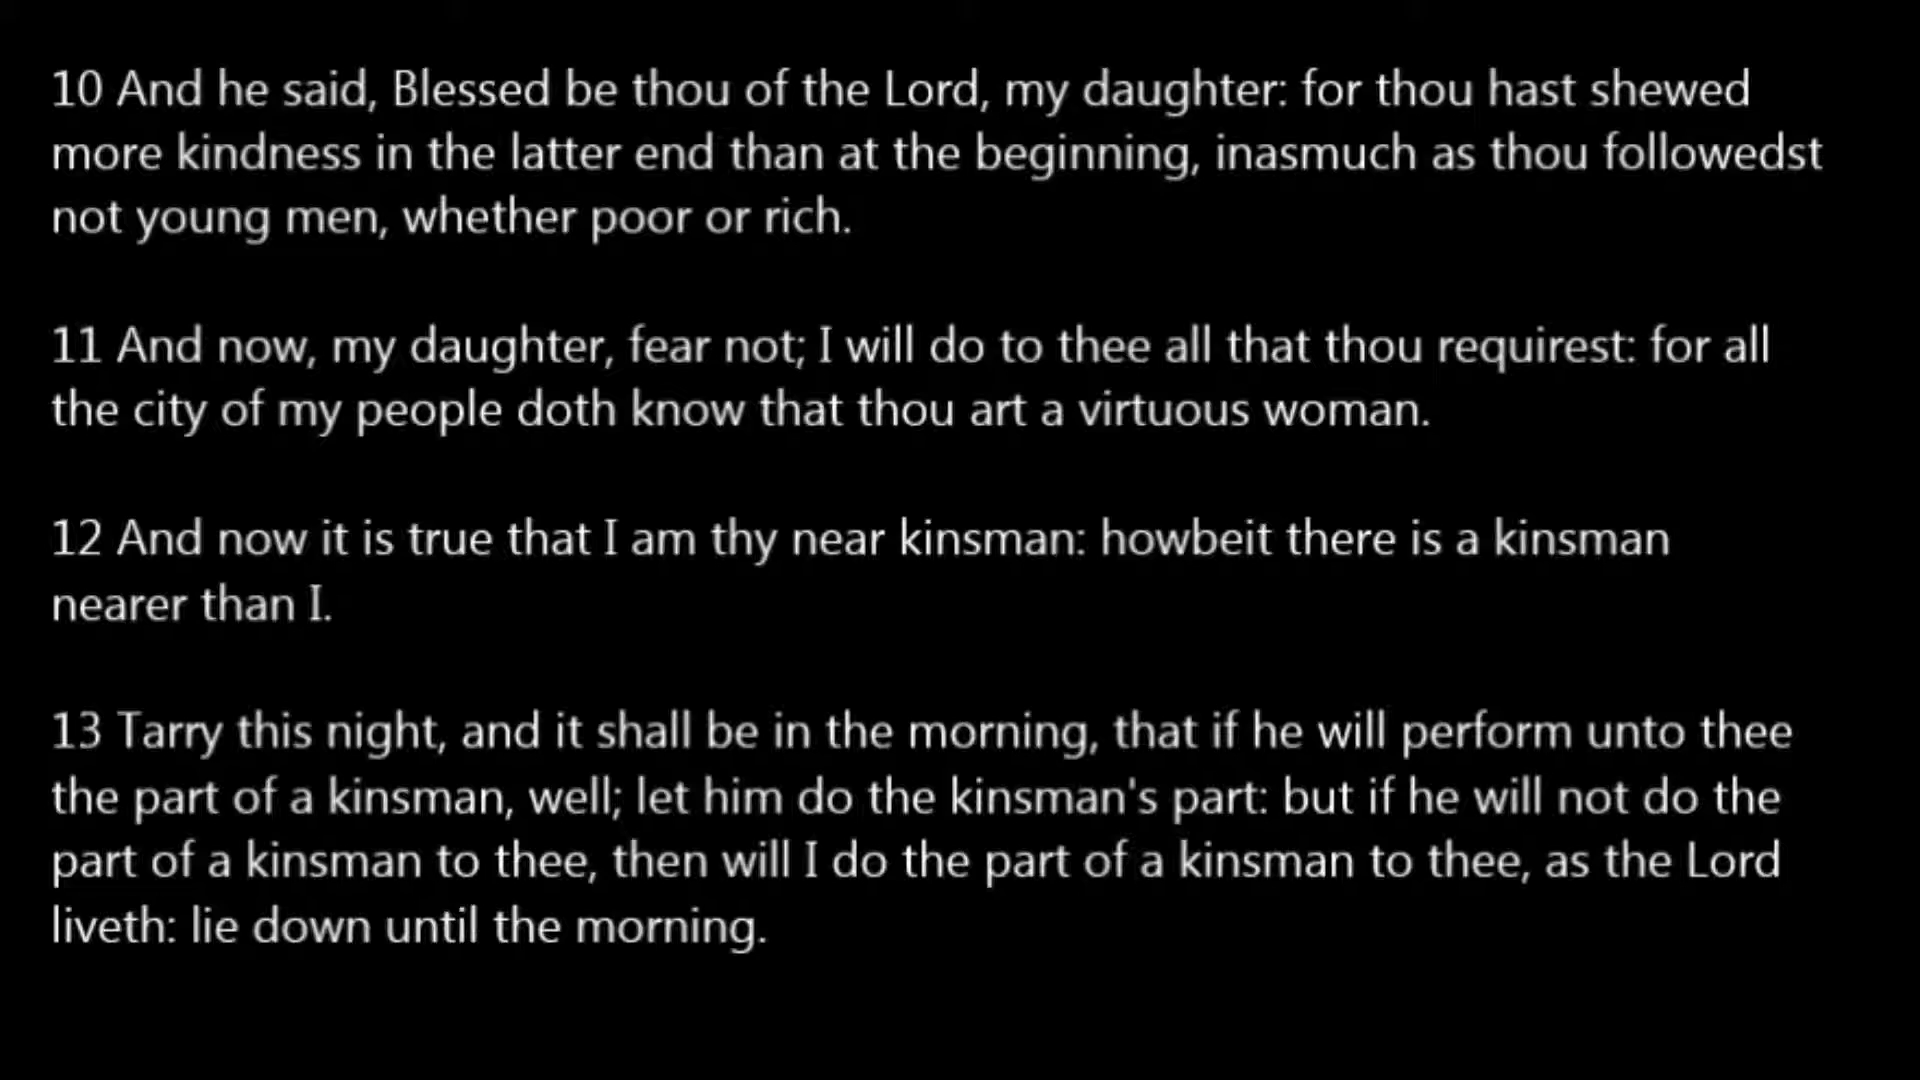 10 And he said, Blessed be thou of the Lord, my daughter: for thou hast shewed
more kindness in the latter end than at the beginning, inasmuch as thou followedst
not young men, whether poor or rich.
11 And now, my daughter, fear not; I will do to thee all that thou requirest: for all
the city of my people doth know that thou art a virtuous woman.
12 And now it is true that I am thy near kinsman: howbeit there is a kinsman
nearer than I.
13 Tarry this night, and it shall be in the morning, that if he will perform unto thee
the part of a kinsman, well; let him do the kinsman's part: but if he will not do the
part of a kinsman to thee, then will I do the part of a kinsman to thee, as the Lord
liveth: lie down until the morning.